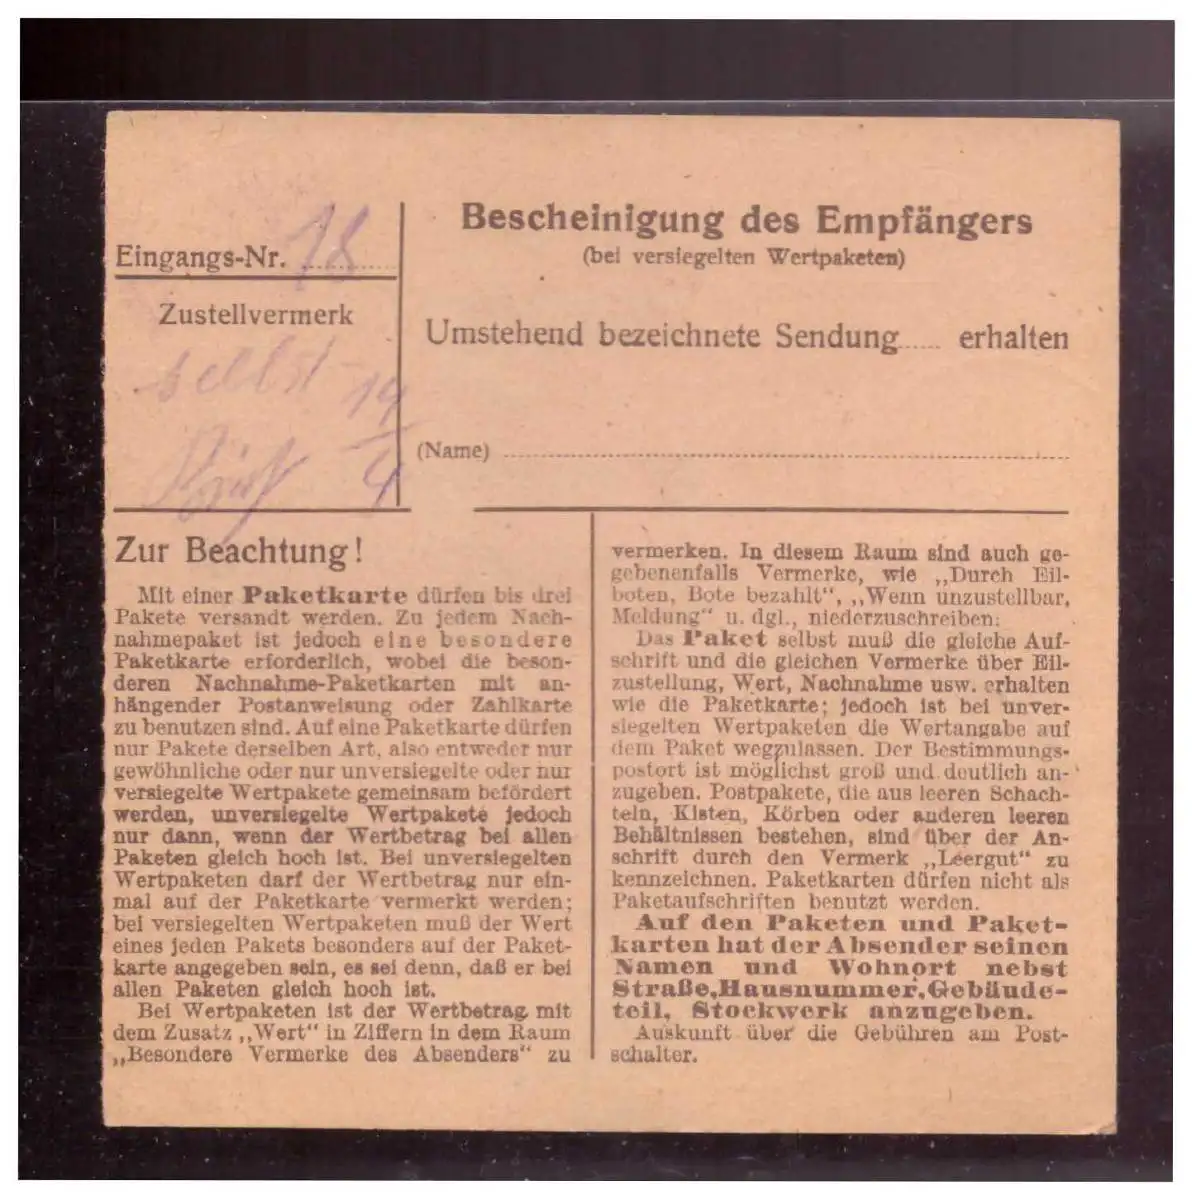 Eingangs-Nr. 18
Zustellvermerk
selbst 19/4
Bescheinigung des Empfängers
(bei versiegelten Wertpaketen)
Umstehend bezeichnete Sendung...... erhalten
(Name)
Zur Beachtung!
Mit einer Paketkarte dürfen bis drei
Pakete versandt werden. Zu jedem Nach-
nahmepaket ist jedoch eine besondere
Paketkarte erforderlich, wobei die beson-
deren Nachnahme-Paketkarten mit an-
hängender Postanweisung oder Zahlkarte
zu benutzen sind. Auf eine Paketkarte dürfen
nur Pakete derselben Art, also entweder nur
gewöhnliche oder nur unversiegelte oder nur
versiegelte Wertpakete gemeinsam befördert
werden, unversiegelte Wertpakete jedoch
nur dann, wenn der Wertbetrag bei allen
Paketen gleich hoch ist. Bei unversiegelten
Wertpaketen darf der Wertbetrag nur ein-
mal auf der Paketkarte vermerkt werden;
bei versiegelten Wertpaketen muß der Wert
eines jeden Pakets besonders auf der Paket-
karte angegeben sein, es sei denn, daß er bei
allen Paketen gleich hoch ist.
Bei Wertpaketen ist der Wertbetrag mit
dem Zusatz „Wert“ in Ziffern in dem Raum
„Besondere Vermerke des Absenders“ zu
vermerken. In diesem Raum sind auch ge-
gebenenfalls Vermerke, wie „Durch Eil-
boten, Bote bezahlt“, „Wenn unzustellbar,
Meldung“ u. dgl., niederzuschreiben.
Das Paket selbst muß die gleiche Auf-
schrift und die gleichen Vermerke über Eil-
zustellung, Wert, Nachnahme usw. erhalten
wie die Paketkarte; jedoch ist bei unver-
siegelten Wertpaketen die Wertangabe auf
dem Paket wegzulassen. Der Bestimmungs-
postort ist möglichst groß und deutlich an-
zugeben. Postpakete, die aus leeren Schach-
teln, Kisten, Körben oder anderen leeren
Behältnissen bestehen, sind über der An-
schrift durch den Vermerk „Leergut“ zu
kennzeichnen. Paketkarten dürfen nicht als
Paketaufschriften benutzt werden.
Auf den Paketen und Paket-
karten hat der Absender seinen
Namen und Wohnort nebst
Straße, Hausnummer, Gebäude-
teil, Stockwerk anzugeben.
Auskunft über die Gebühren am Post-
schalter.